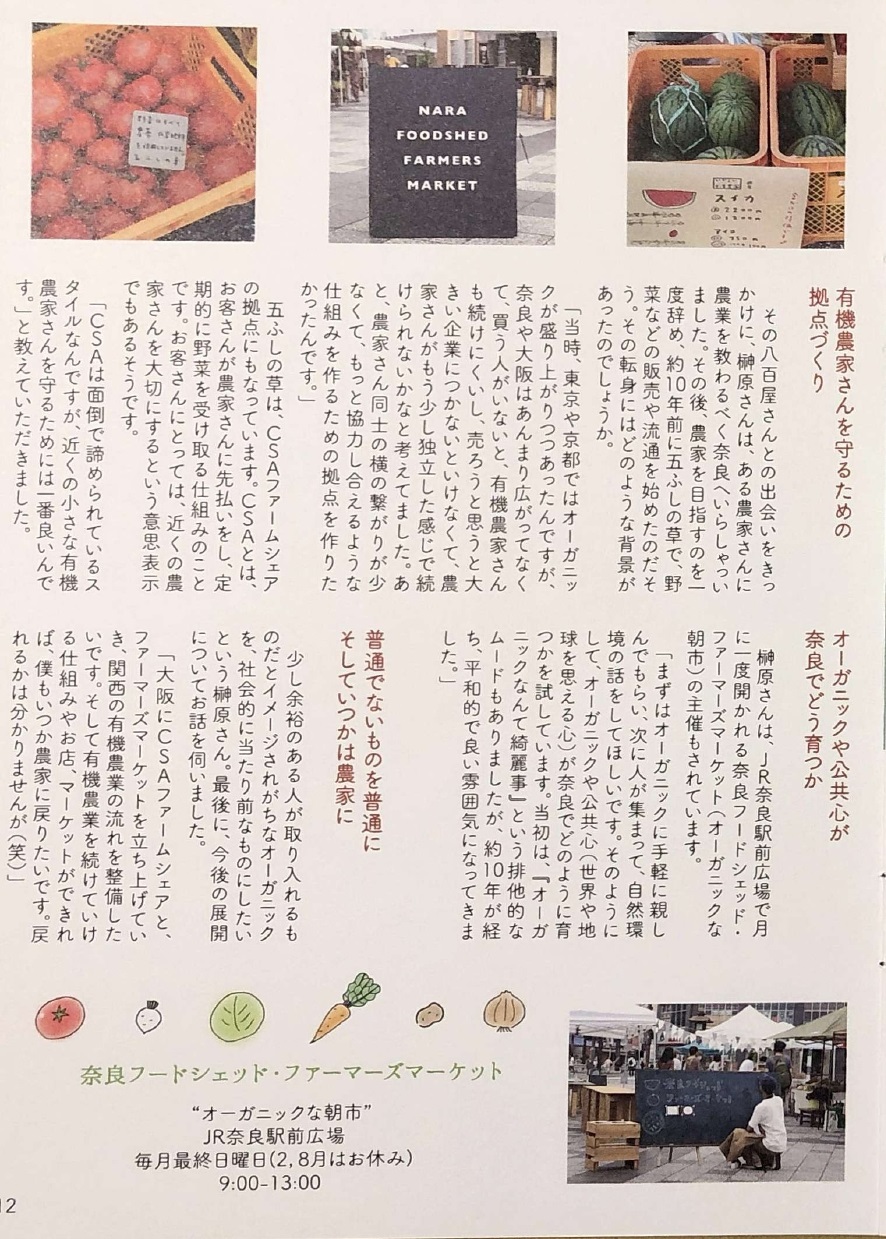 NARA
FOODSHED
FARMERS
MARKET
スイカ
有機農家さんを守るための
拠点づくり
その八百屋さんとの出会いをきっ
かけに、榊原さんは、ある農家さんに
農業を教わるべく奈良へいらしゃっい
ました。その後、農家を目指すのを一
度辞め、約10年前に五ふしの草で、野
菜などの販売や流通を始めたのだそ
う。その転身にはどのような背景が
あったのでしょうか。
「当時、東京や京都ではオーガニッ
クが盛り上がりつつあったんですが、
奈良や大阪はあんまり広がってなく
て、買う人がいないと、有機農家さん
も続けにくいし、売ろうと思うと大
きい企業につかないといけなくて、農
家さんがもう少し独立した感じで続
けられないかなと考えてました。あ
と、農家さん同士の横の繋がりが少
なくて、もっと協力し合えるような
仕組みを作るための拠点を作りた
かったんです。」
五ふしの草は、CSAファームシェア
の拠点にもなっています。CSAとは、
お客さんが農家さんに先払いをし、定
期的に野菜を受け取る仕組みのこと
です。お客さんにとっては、近くの農
家さんを大切にするという意思表示
でもあるそうです。
「CSAは面倒で諦められているス
タイルなんですが、近くの小さな有機
農家さんを守るためには一番良いんで
す。」と教えていただきました。
オーガニックや公共心が
奈良でどう育つか
榊原さんは、JR奈良駅前広場で月
に一度開かれる奈良フードシェッド・
ファーマーズマーケット(オーガニックな
朝市)の主催もされています。
「まずはオーガニックに手軽に親し
んでもらい、次に人が集まって、自然環
境の話をしてほしいです。そのように
して、オーガニックや公共心(世界や地
球を思える心)が奈良でどのように育
つかを試しています。当初は、『オーガ
ニックなんて綺麗事』という排他的な
ムードもありましたが、約10年が経
ち、平和的で良い雰囲気になってきま
した。」
普通でないものを普通に
そしていつかは農家に
少し余裕のある人が取り入れるも
のだとイメージされがちなオーガニック
を、社会的に当たり前なものにしたい
という榊原さん。最後に、今後の展開
についてお話を伺いました。
「大阪にCSAファームシェアと、
ファーマーズマーケットを立ち上げてい
き、関西の有機農業の流れを整備した
いです。そして有機農業を続けていけ
る仕組みやお店、マーケットができれ
ば、僕もいつか農家に戻りたいです。戻
れるかは分かりませんが(笑)」
奈良フードシェッド・ファーマーズマーケット
“オーガニックな朝市”
JR奈良駅前広場
毎月最終日曜日(2,8月はお休み)
9:00-13:00
12